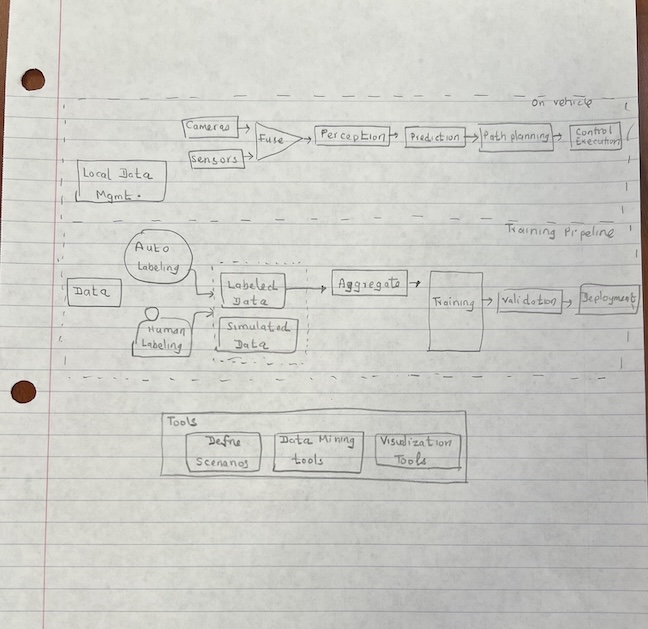 On vehicle
Cameras
Sensors
Fuse
Perception
Prediction
Path planning
Control
Execution
Local Data
Mgmt.
Training Pipeline
Auto
Labeling
Data
Human
Labeling
Labeled
Data
Simulated
Data
Aggregate
Training
Validation
Deployment
Tools
Define
Scenarios
Data Mining
tools
Visualization
Tools